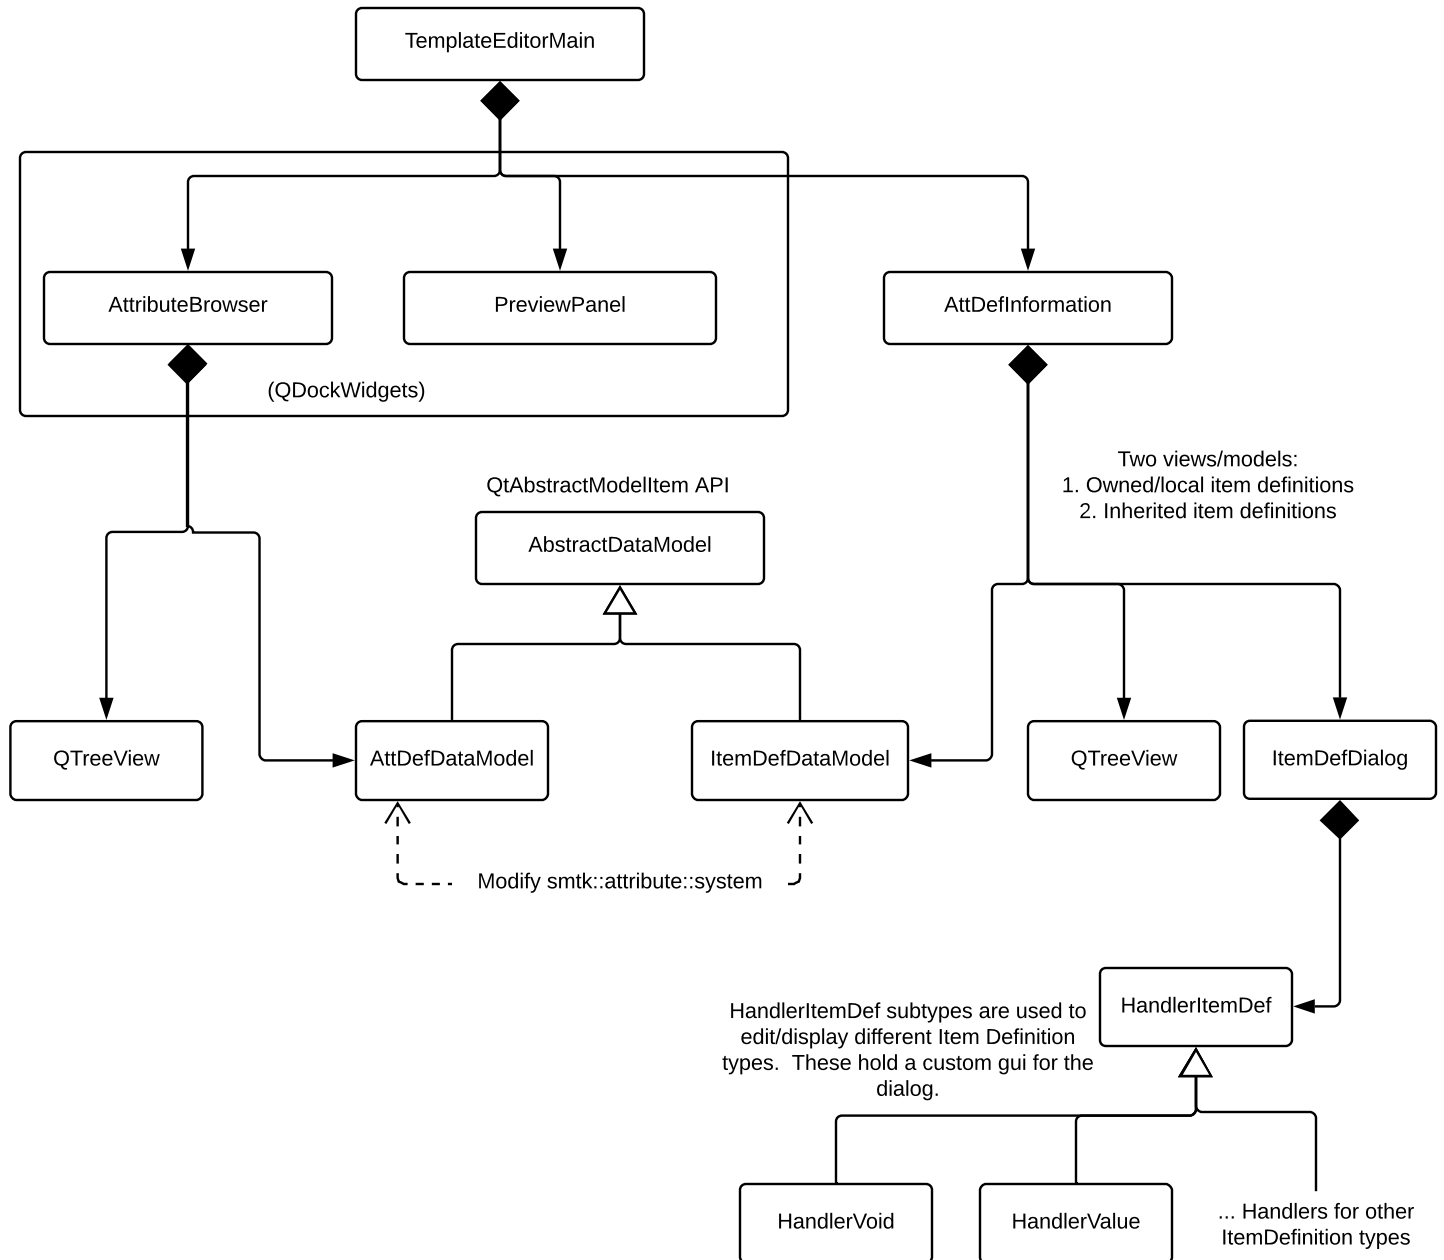 TemplateEditorMain
AttributeBrowser
PreviewPanel
AttDefInformation
(QDockWidgets)
Two views/models:
1. Owned/local item definitions
2. Inherited item definitions
QtAbstractModelItem API
AbstractDataModel
QTreeView
AttDefDataModel
ItemDefDataModel
QTreeView
ItemDefDialog
Modify smtk::attribute::system
HandlerItemDef
HandlerItemDef subtypes are used to
edit/display different Item Definition
types.  These hold a custom gui for the
dialog.
HandlerVoid
HandlerValue
... Handlers for other
ItemDefinition types